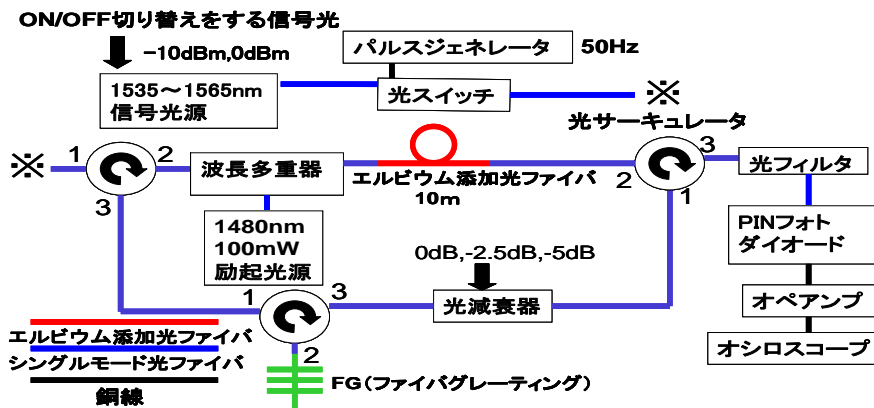 ON/OFF切り替えをする信号光
−10dBm,0dBm
パルスジェネレータ
50Hz
1535～1565nm
信号光源
光スイッチ
※
光サーキュレータ
※
1
2
3
波長多重器
エルビウム添加光ファイバ
10m
3
2
1
光フィルタ
1480nm
100mW
励起光源
PINフォト
ダイオード
0dB,-2.5dB,-5dB
1
3
2
光減衰器
オペアンプ
オシロスコープ
エルビウム添加光ファイバ
シングルモード光ファイバ
銅線
FG(ファイバグレーティング)